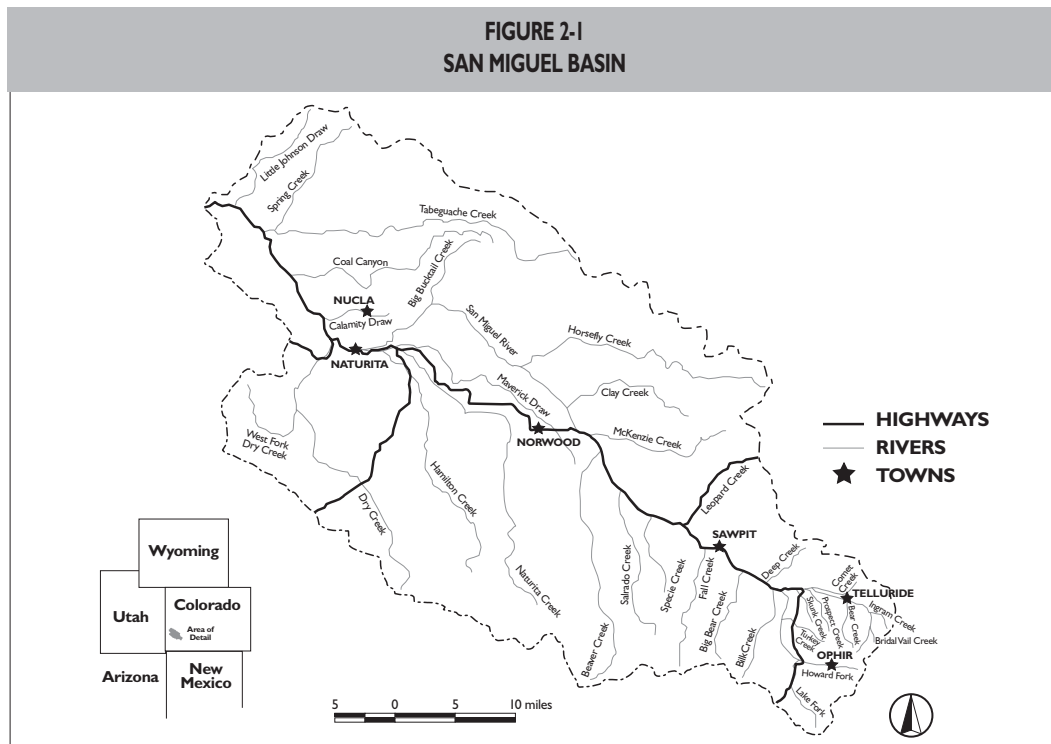 FIGURE 2-1
SAN MIGUEL BASIN
Little Johnson Draw
Spring Creek
Tabeguache Creek
Coal Canyon
Big Bucktail Creek
NUCLA
Calamity Draw
NATURITA
San Miguel River
Horsefly Creek
Maverick Draw
Clay Creek
NORWOOD
McKenzie Creek
West Fork
Dry Creek
Hamilton Creek
Dry Creek
Naturita Creek
Leopard Creek
SAWPIT
Salrado Creek
Specie Creek
Fall Creek
Big Bear Creek
Beaver Creek
Bilk Creek
Deep Creek
Cornet
Creek
TELLURIDE
Ingram Creek
Skunk Creek
Prospect Creek
Bear Creek
Bridal Vail Creek
Turkey
Creek
OPHIR
Howard Fork
Lake Fork
HIGHWAYS
RIVERS
TOWNS
Wyoming
Utah
Colorado
Area of
Detail
Arizona
New
Mexico
5 0 5 10 miles